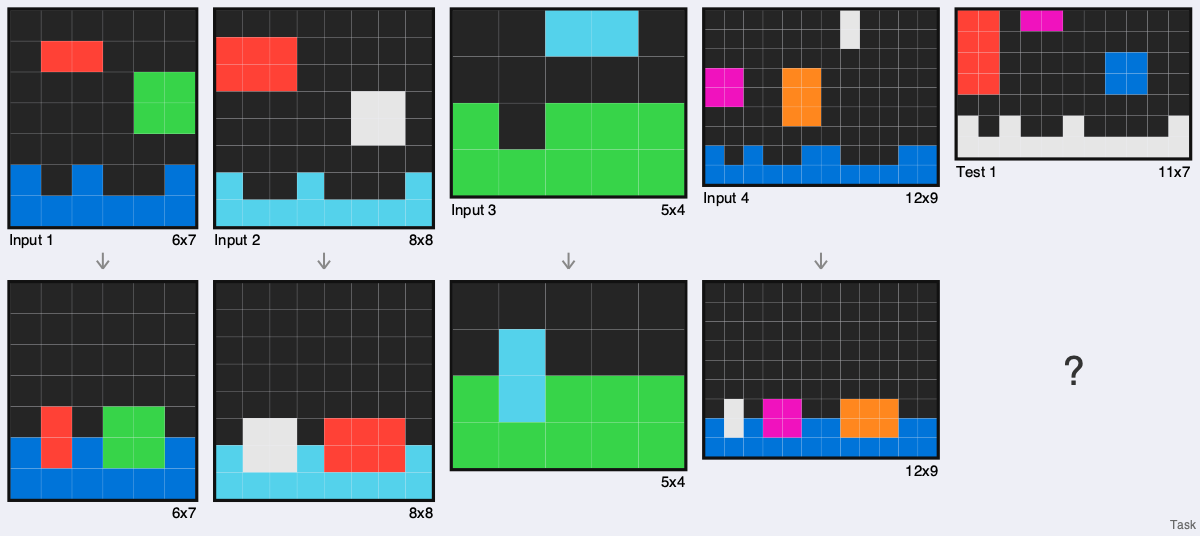 Input 1 6x7
Input 2 8x8
Input 3 5x4
Input 4 12x9
Test 1 11x7
6x7
8x8
5x4
12x9
?
Task